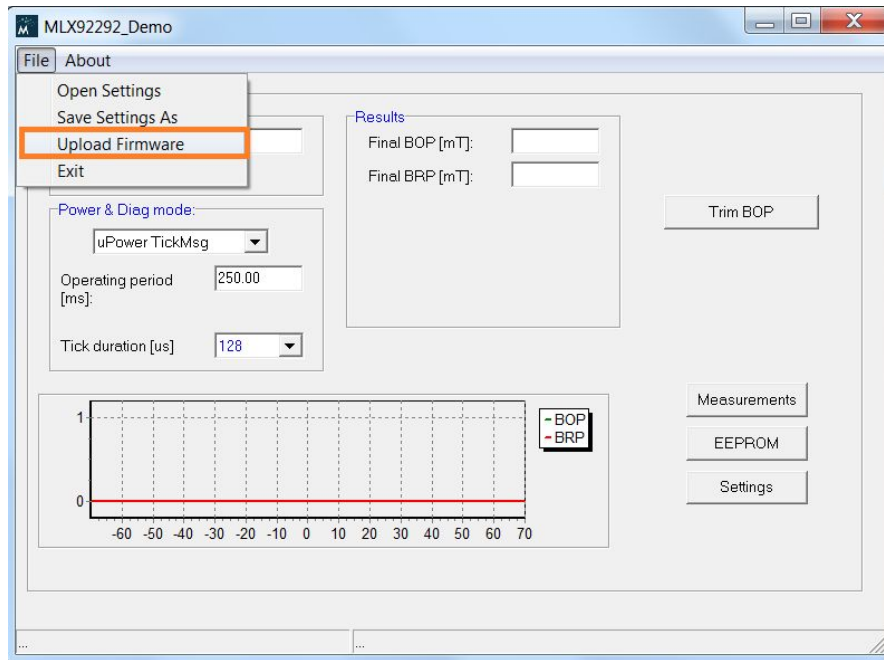 MLX92292_Demo
File About
Open Settings
Save Settings As
Upload Firmware
Exit
Results
Final BOP [mT]:
Final BRP [mT]:
Power & Diag mode:
uPower TickMsg
Operating period
[ms]:
250.00
Tick duration [us]
128
Trim BOP
1
0
-60 -50 -40 -30 -20 -10 0 10 20 30 40 50 60 70
BOP
BRP
Measurements
EEPROM
Settings
...
...